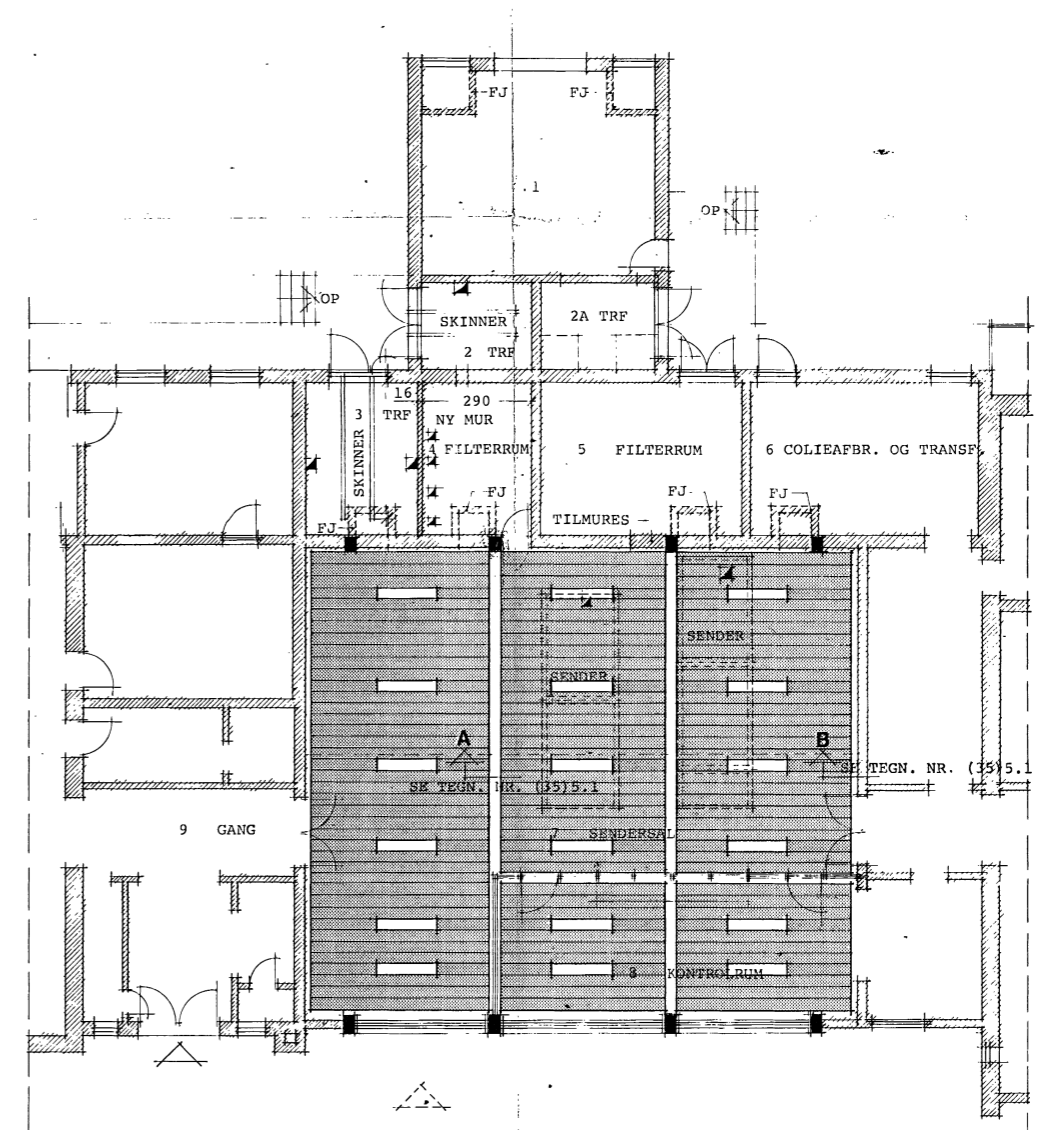 FJ FJ
.1
OP
OP
SKINNER
2 TRF
2A TRF
16
290
NY MUR
SKINNER 3
TRF
4 FILTERRUM
5 FILTERRUM
6 COLIEAFBR. OG TRANSF.
FJ
FJ
FJ
FJ
TILMURES
SENDER
SENDER
A
B
SE TEGN. NR. (35)5.1
SE TEGN. NR. (35)5.1
9 GANG
7 SENDERSAL
8 KONTROLRUM